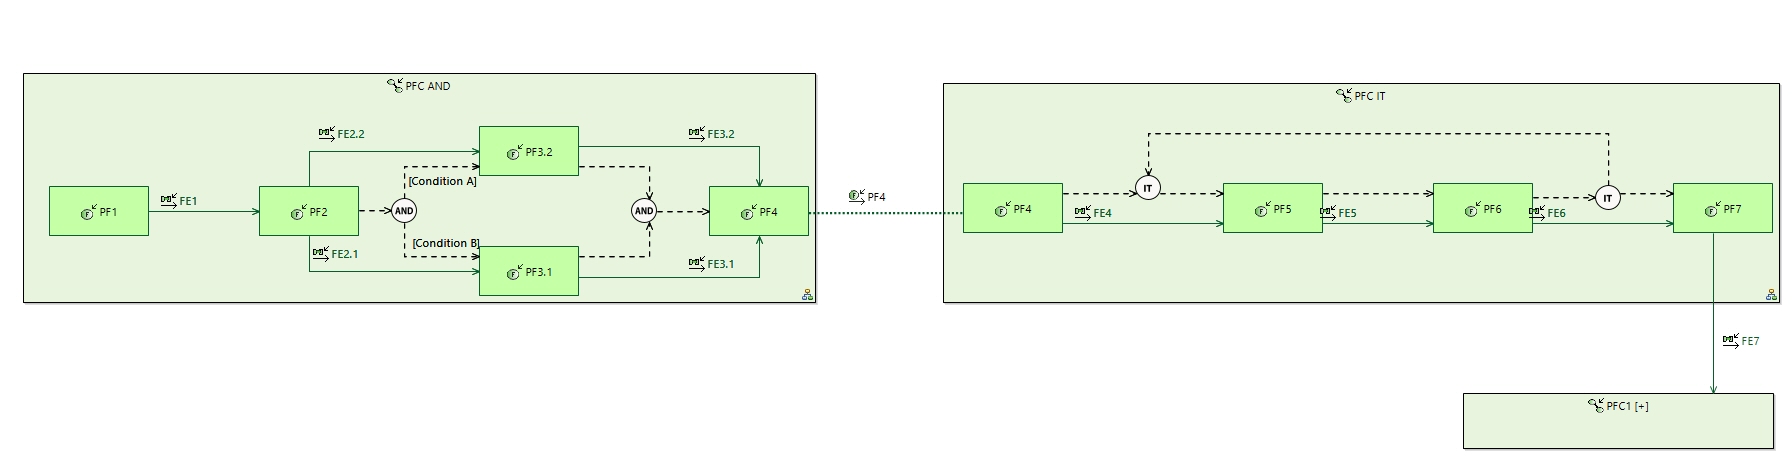 PFC AND
FE2.2
PF3.2
FE3.2
[Condition A]
PF1
FE1
PF2
AND
AND
PF4
[Condition B]
FE2.1
PF3.1
FE3.1
PF4
PFC IT
PF4
IT
FE4
PF5
FE5
PF6
FE6
IT
PF7
FE7
PFC1 [+]